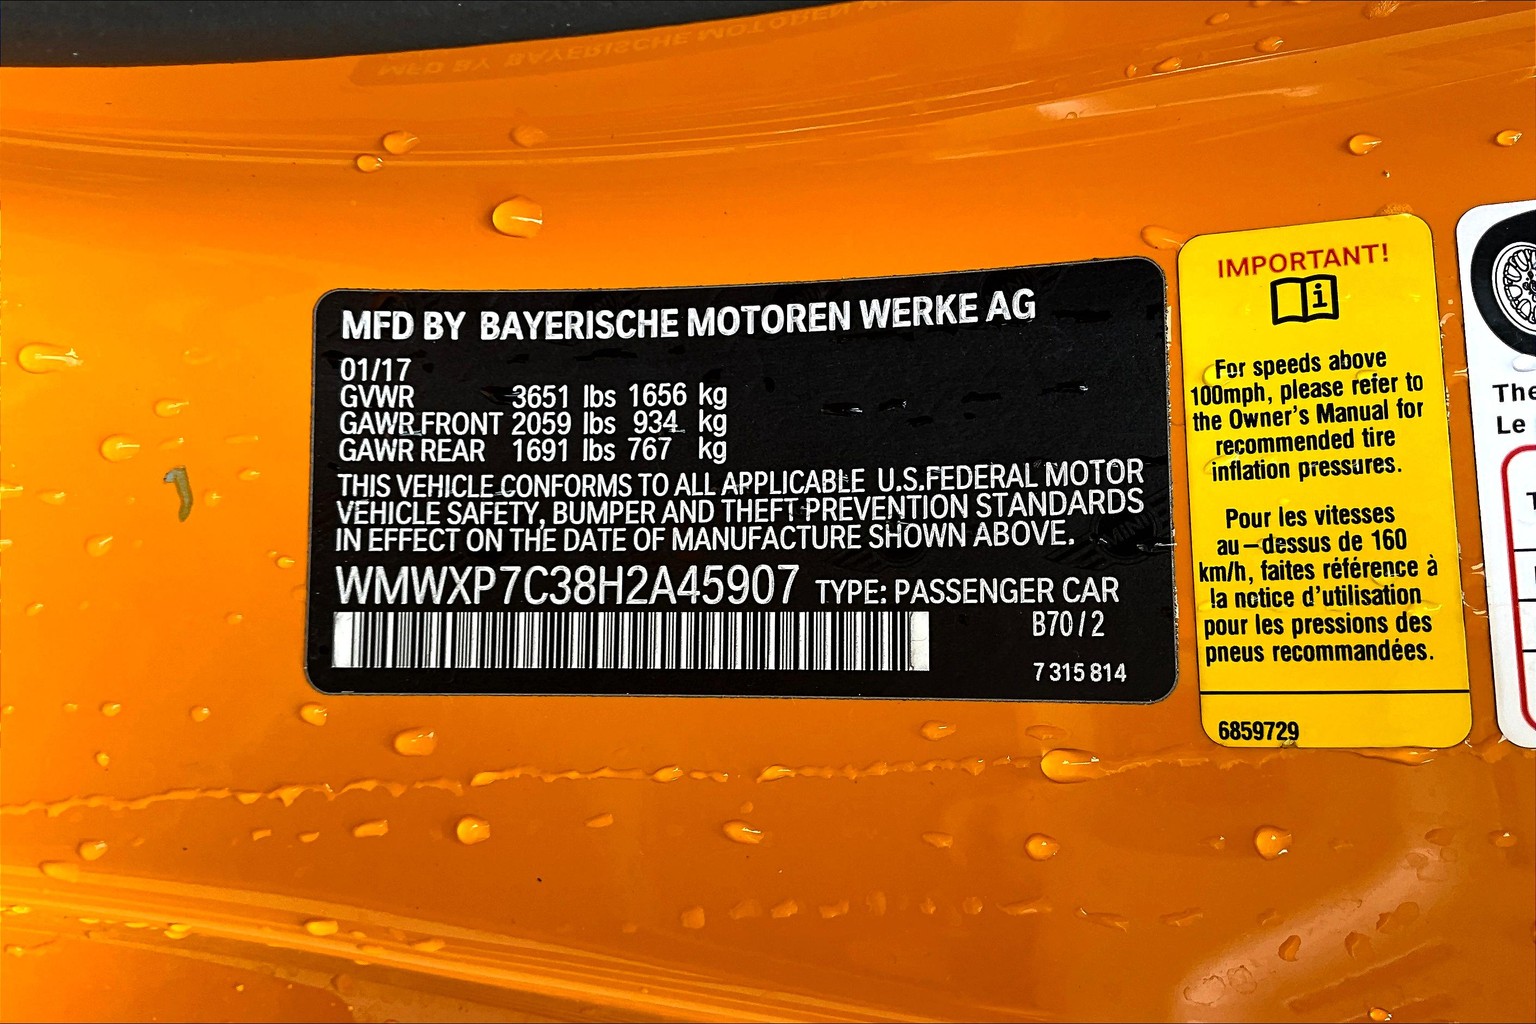 MFD BY BAYERISCHE MOTOREN WERKE AG
01/17
GVWR 3651 lbs 1656 kg
GAWR FRONT 2059 lbs 934 kg
GAWR REAR 1691 lbs 767 kg
THIS VEHICLE CONFORMS TO ALL APPLICABLE U.S.FEDERAL MOTOR
VEHICLE SAFETY, BUMPER AND THEFT PREVENTION STANDARDS
IN EFFECT ON THE DATE OF MANUFACTURE SHOWN ABOVE.
WMWXP7C38H2A45907 TYPE: PASSENGER CAR
B70/2
7 315 814
IMPORTANT!
i
For speeds above
100mph, please refer to
the Owner's Manual for
recommended tire
inflation pressures.
Pour les vitesses
au-dessus de 160
km/h, faites référence à
la notice d'utilisation
pour les pressions des
pneus recommandées.
6859729
The
Le